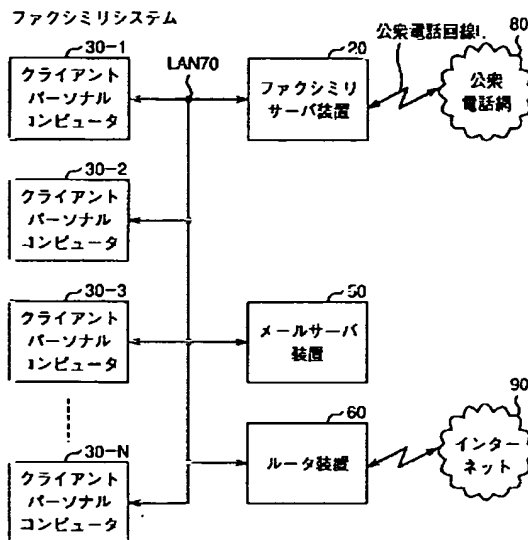 ファクシミリシステム
30-1
クライアント
パーソナル
コンピュータ
LAN70
20
ファクシミリ
サーバ装置
公衆電話回線L
80
公衆
電話網
30-2
クライアント
パーソナル
コンピュータ
30-3
クライアント
パーソナル
コンピュータ
50
メールサーバ
装置
30-N
クライアント
パーソナル
コンピュータ
60
ルータ装置
90
インター
ネット